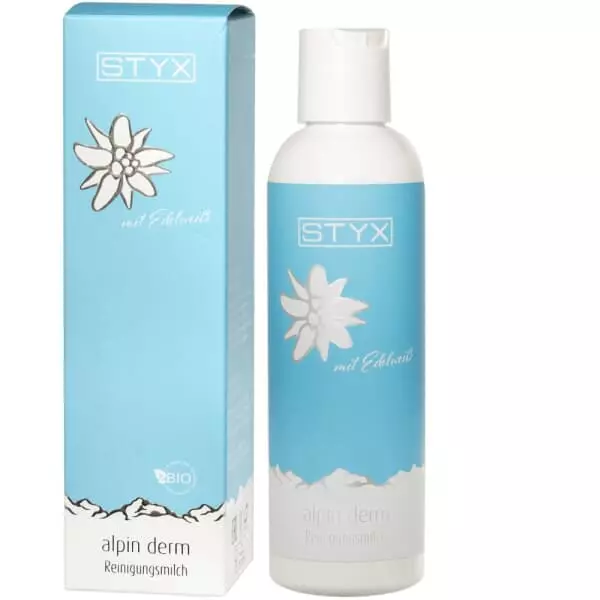 STYX
mit Edelweiß
BIO
alpin derm
Reinigungsmilch
STYX
mit Edelweiß
alpin derm
Reinigungsmilch